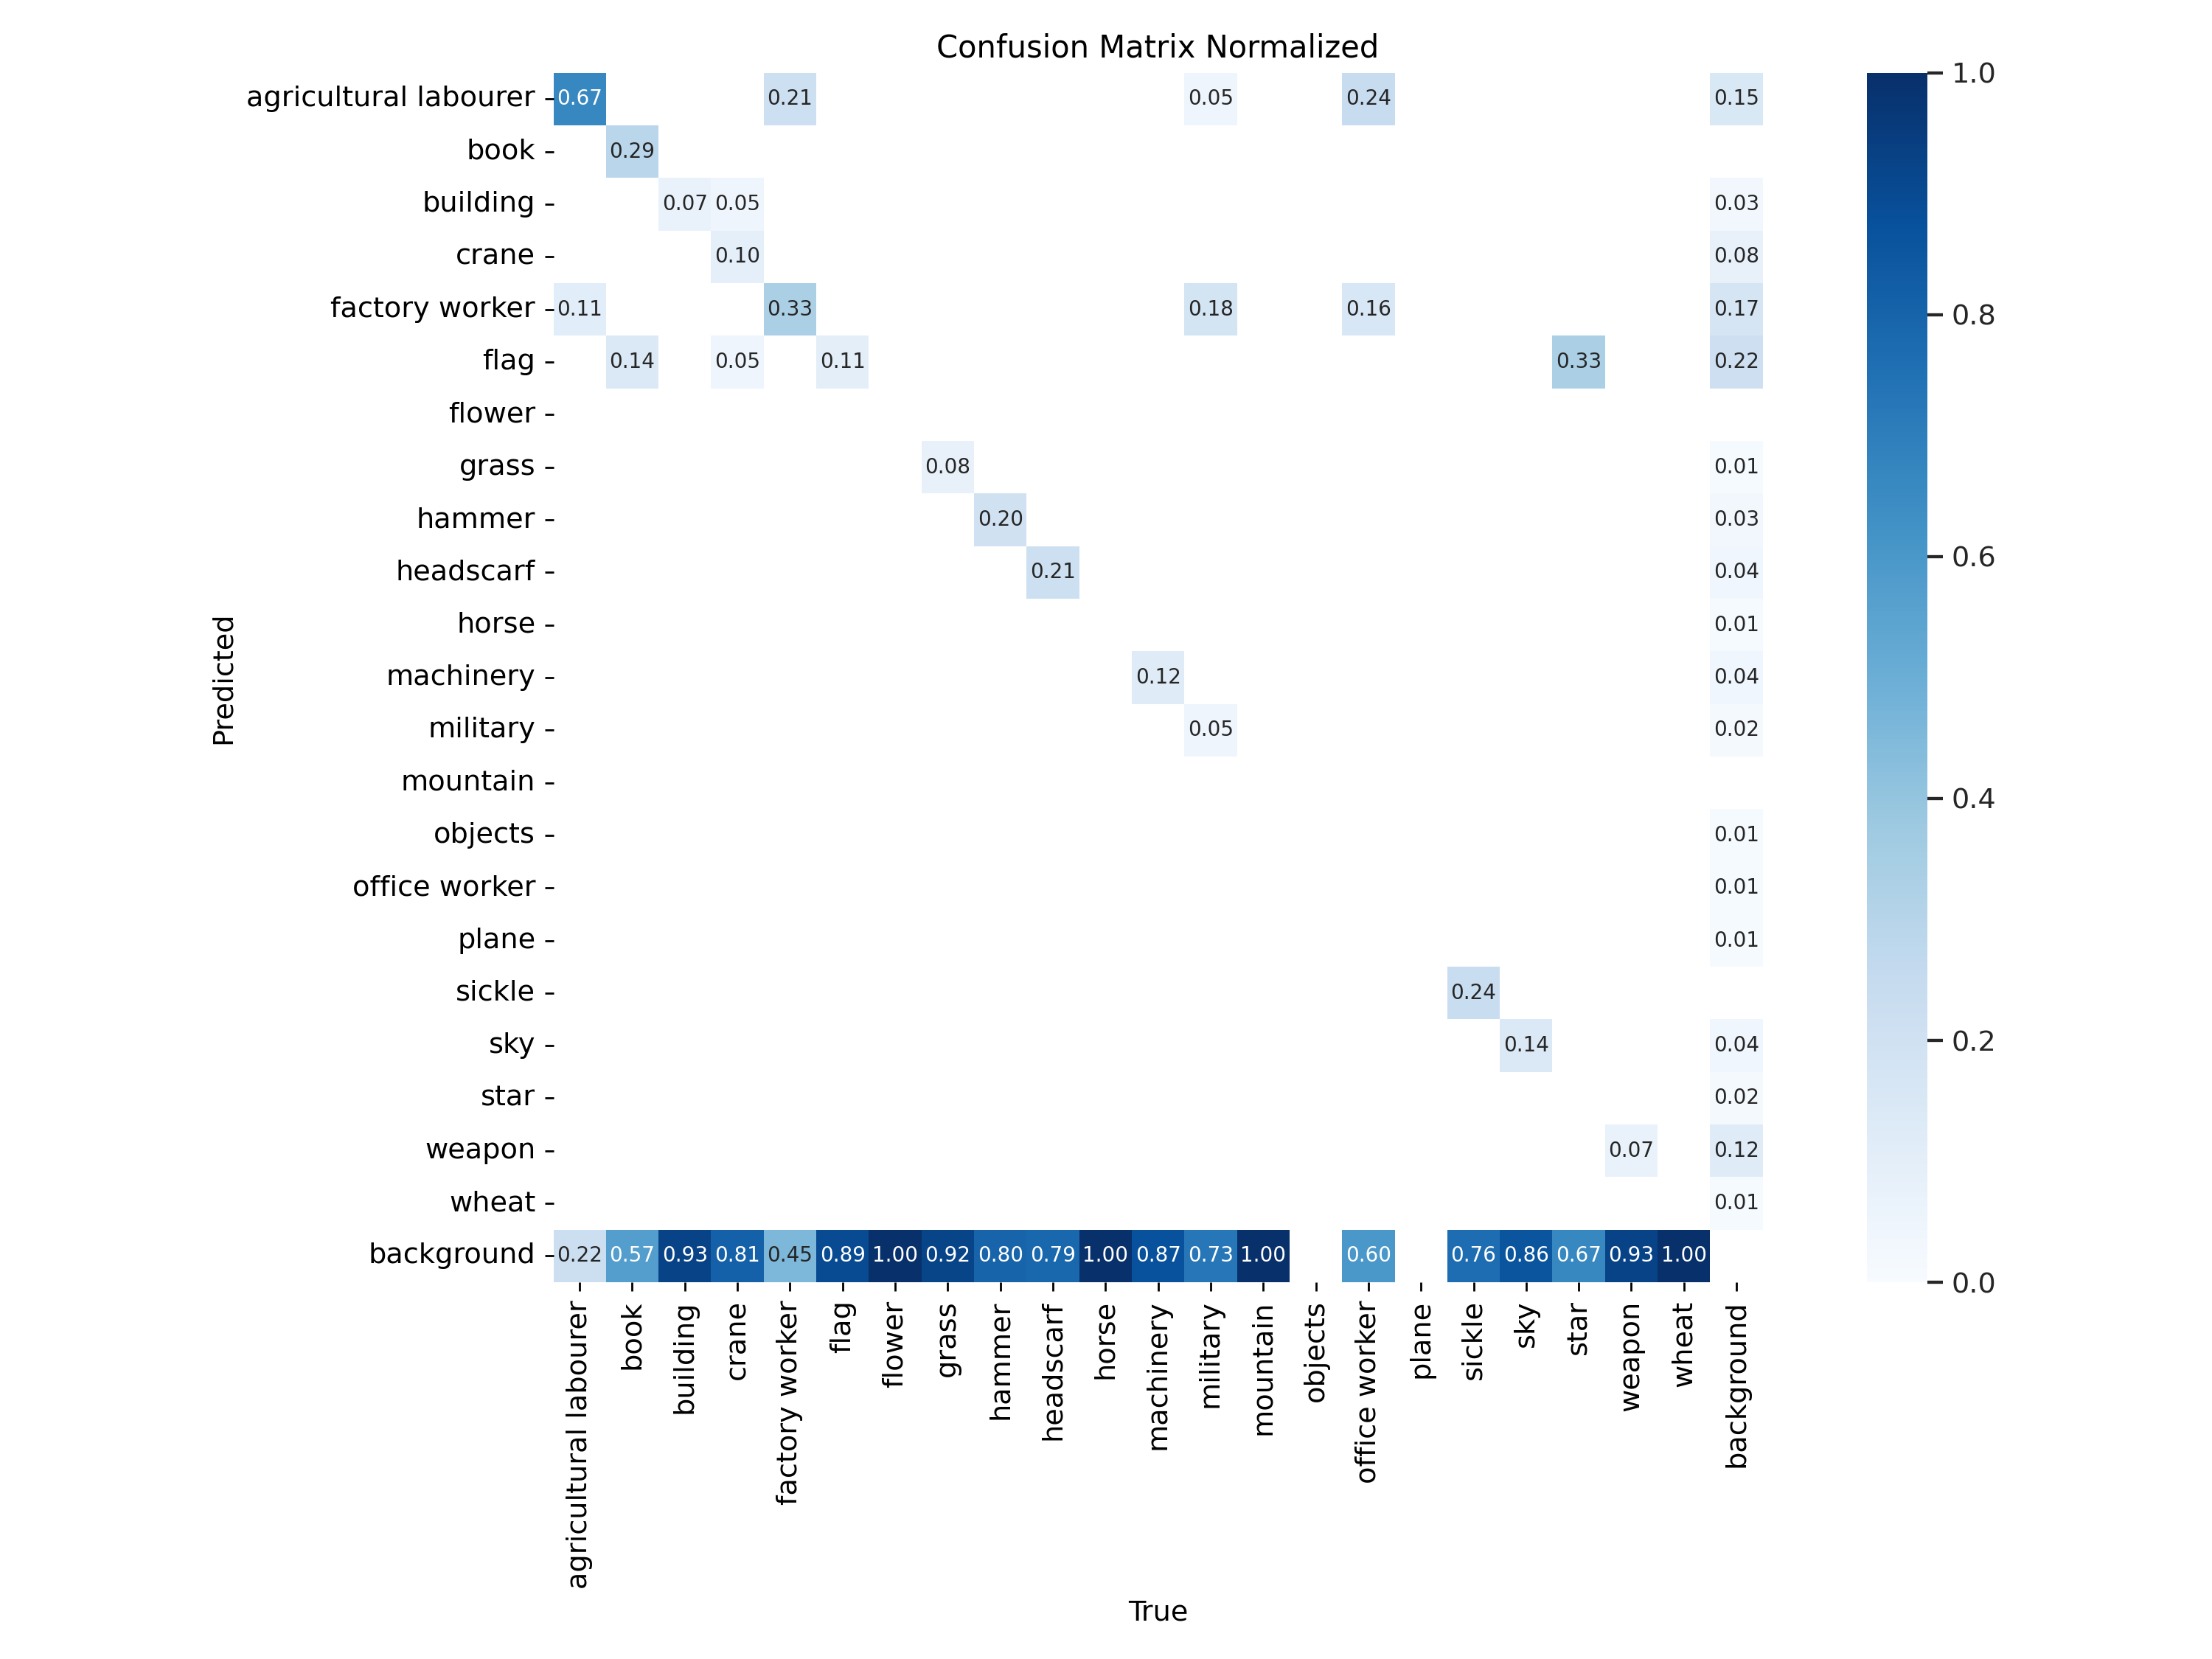 Confusion Matrix Normalized
agricultural labourer 0.67 0.21 0.05 0.24 0.15
book 0.29
building 0.07 0.05 0.03
crane 0.10 0.08
factory worker 0.11 0.33 0.18 0.16 0.17
flag 0.14 0.05 0.11 0.33 0.22
flower
grass 0.08 0.01
hammer 0.20 0.03
headscarf 0.21 0.04
horse 0.01
machinery 0.12 0.04
military 0.05 0.02
mountain
objects 0.01
office worker 0.01
plane 0.01
sickle 0.24
sky 0.14 0.04
star 0.02
weapon 0.07 0.12
wheat 0.01
background 0.22 0.57 0.93 0.81 0.45 0.89 1.00 0.92 0.80 0.79 1.00 0.87 0.73 1.00 0.60 0.76 0.86 0.67 0.93 1.00
Predicted
agricultural labourer
book
building
crane
factory worker
flag
flower
grass
hammer
headscarf
horse
machinery
military
mountain
objects
office worker
plane
sickle
sky
star
weapon
wheat
background
True
1.0
0.8
0.6
0.4
0.2
0.0